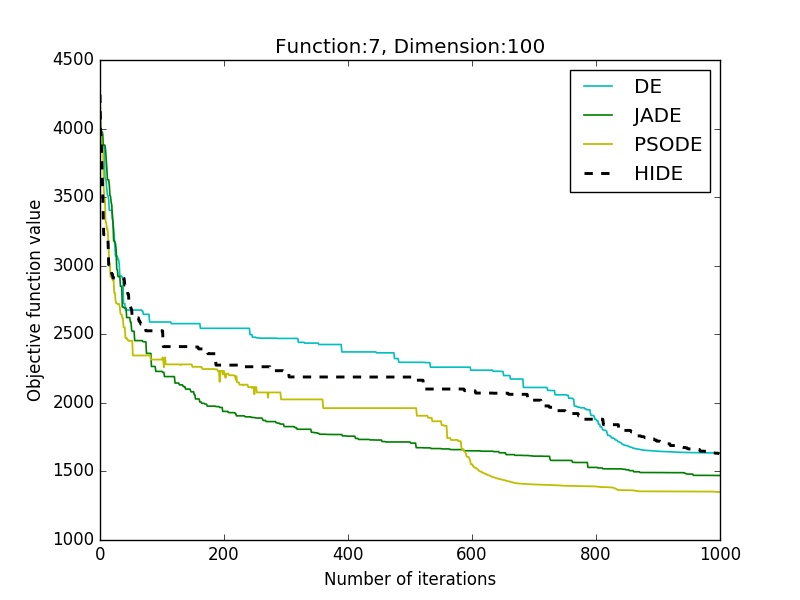 Function:7, Dimension:100
4500
4000
3500
3000
2500
2000
1500
1000
Objective function value
DE
JADE
PSODE
HIDE
0
200
400
600
800
1000
Number of iterations